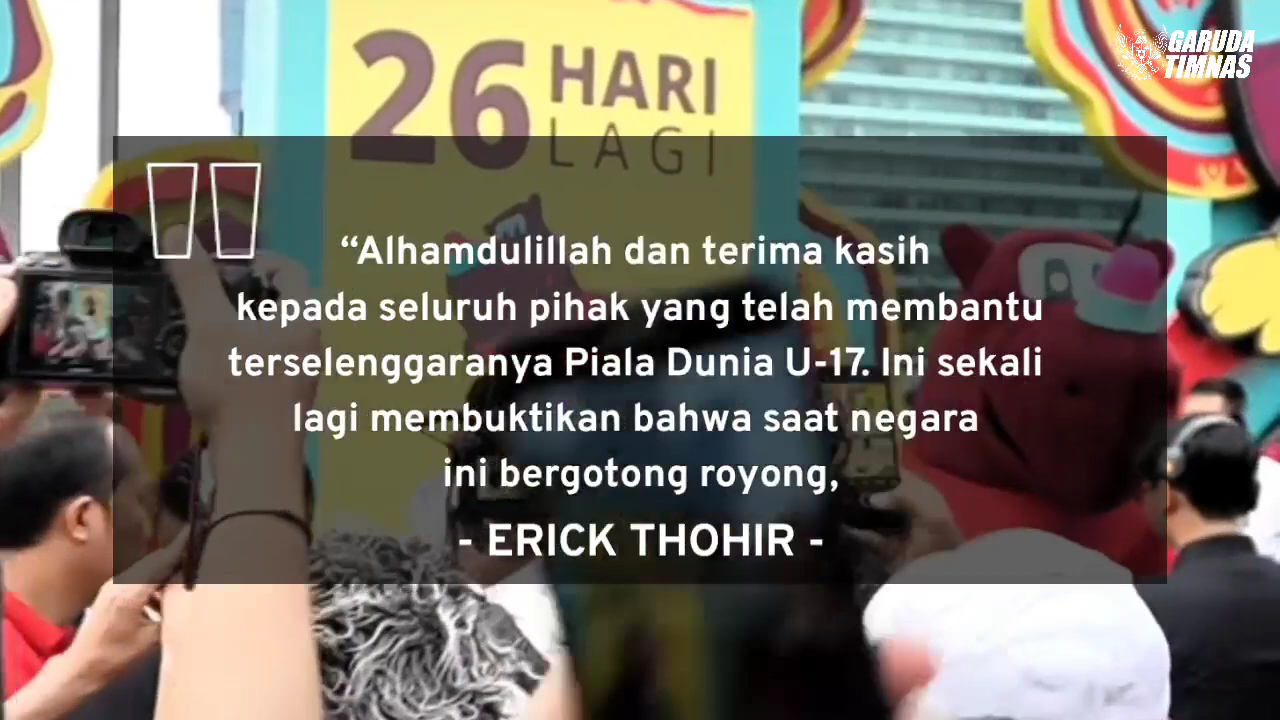 GARUDA
TIMNAS
26 HARI
LAGI
“Alhamdulillah dan terima kasih
kepada seluruh pihak yang telah membantu
terselenggaranya Piala Dunia U-17. Ini sekali
lagi membuktikan bahwa saat negara
ini bergotong royong,
- ERICK THOHIR -